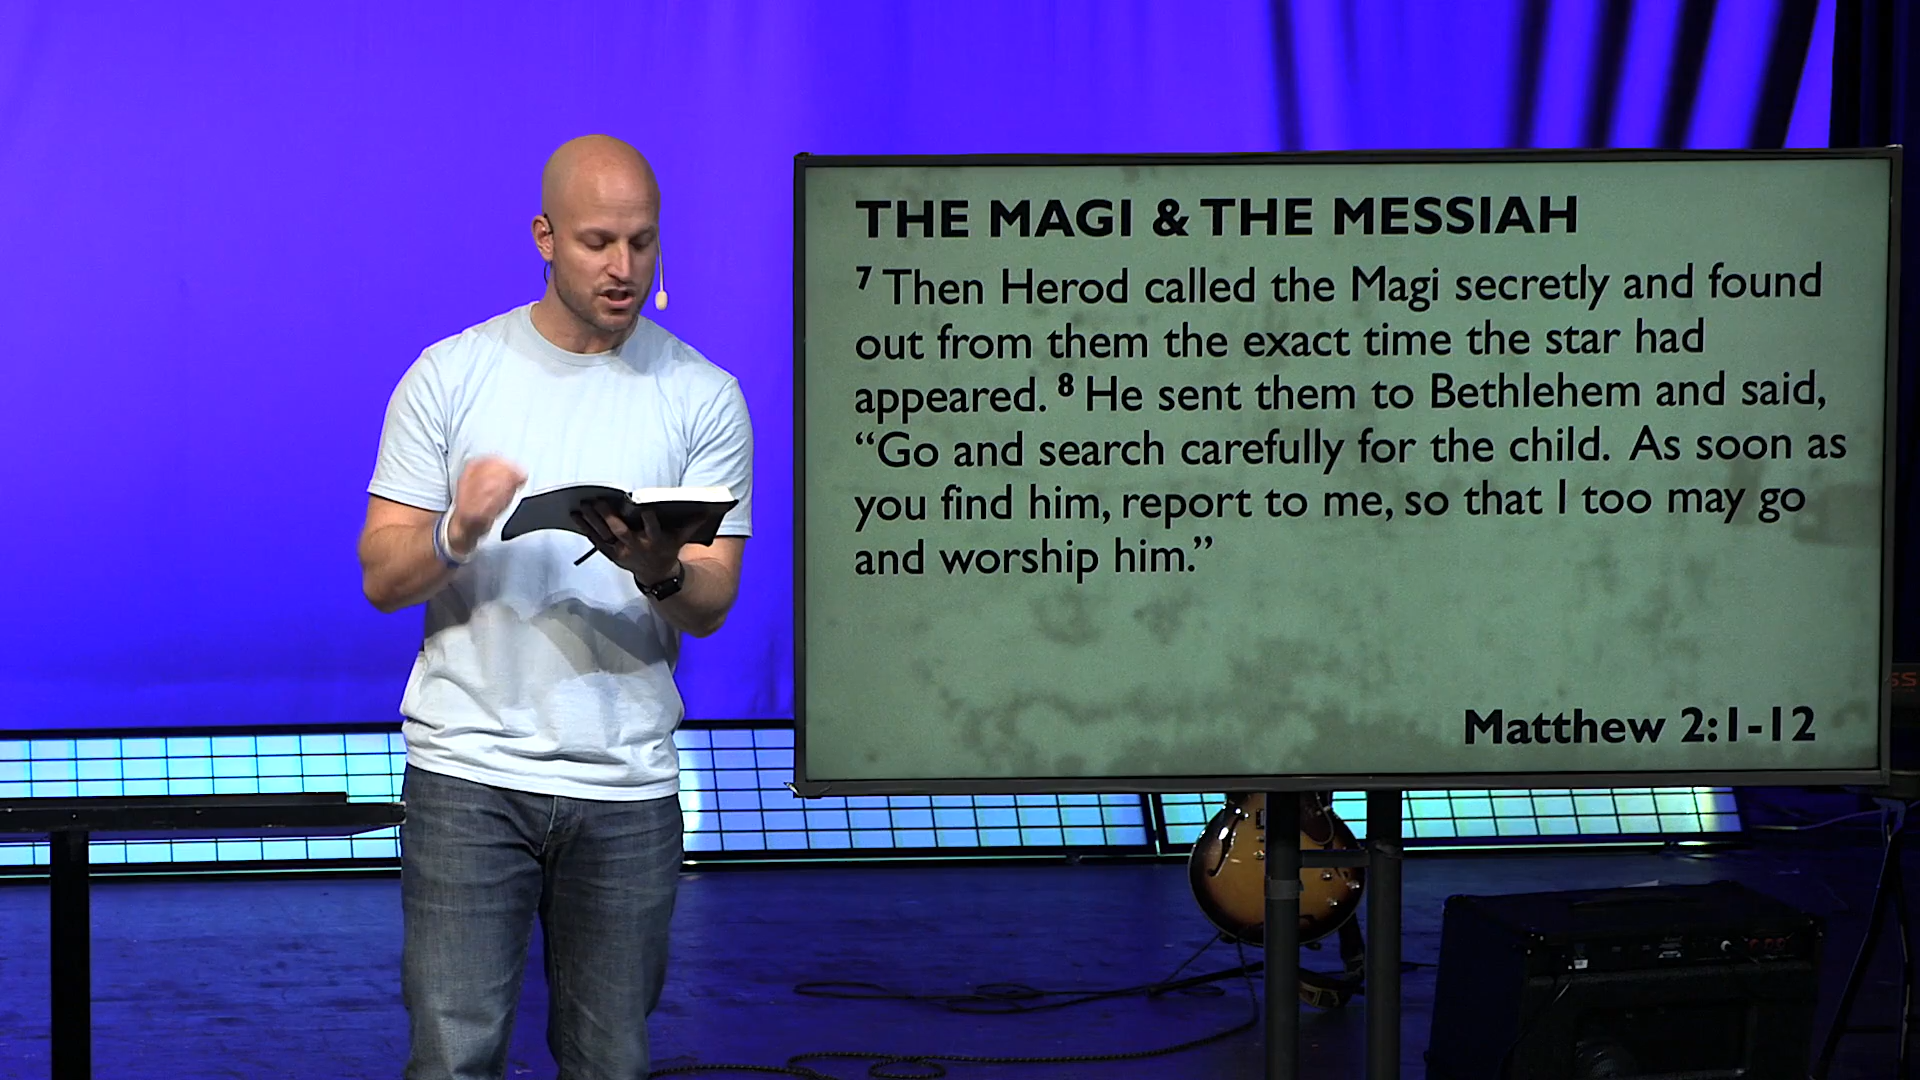 THE MAGI & THE MESSIAH
7 Then Herod called the Magi secretly and found
out from them the exact time the star had
appeared. 8 He sent them to Bethlehem and said,
“Go and search carefully for the child. As soon as
you find him, report to me, so that I too may go
and worship him.”
Matthew 2:1-12